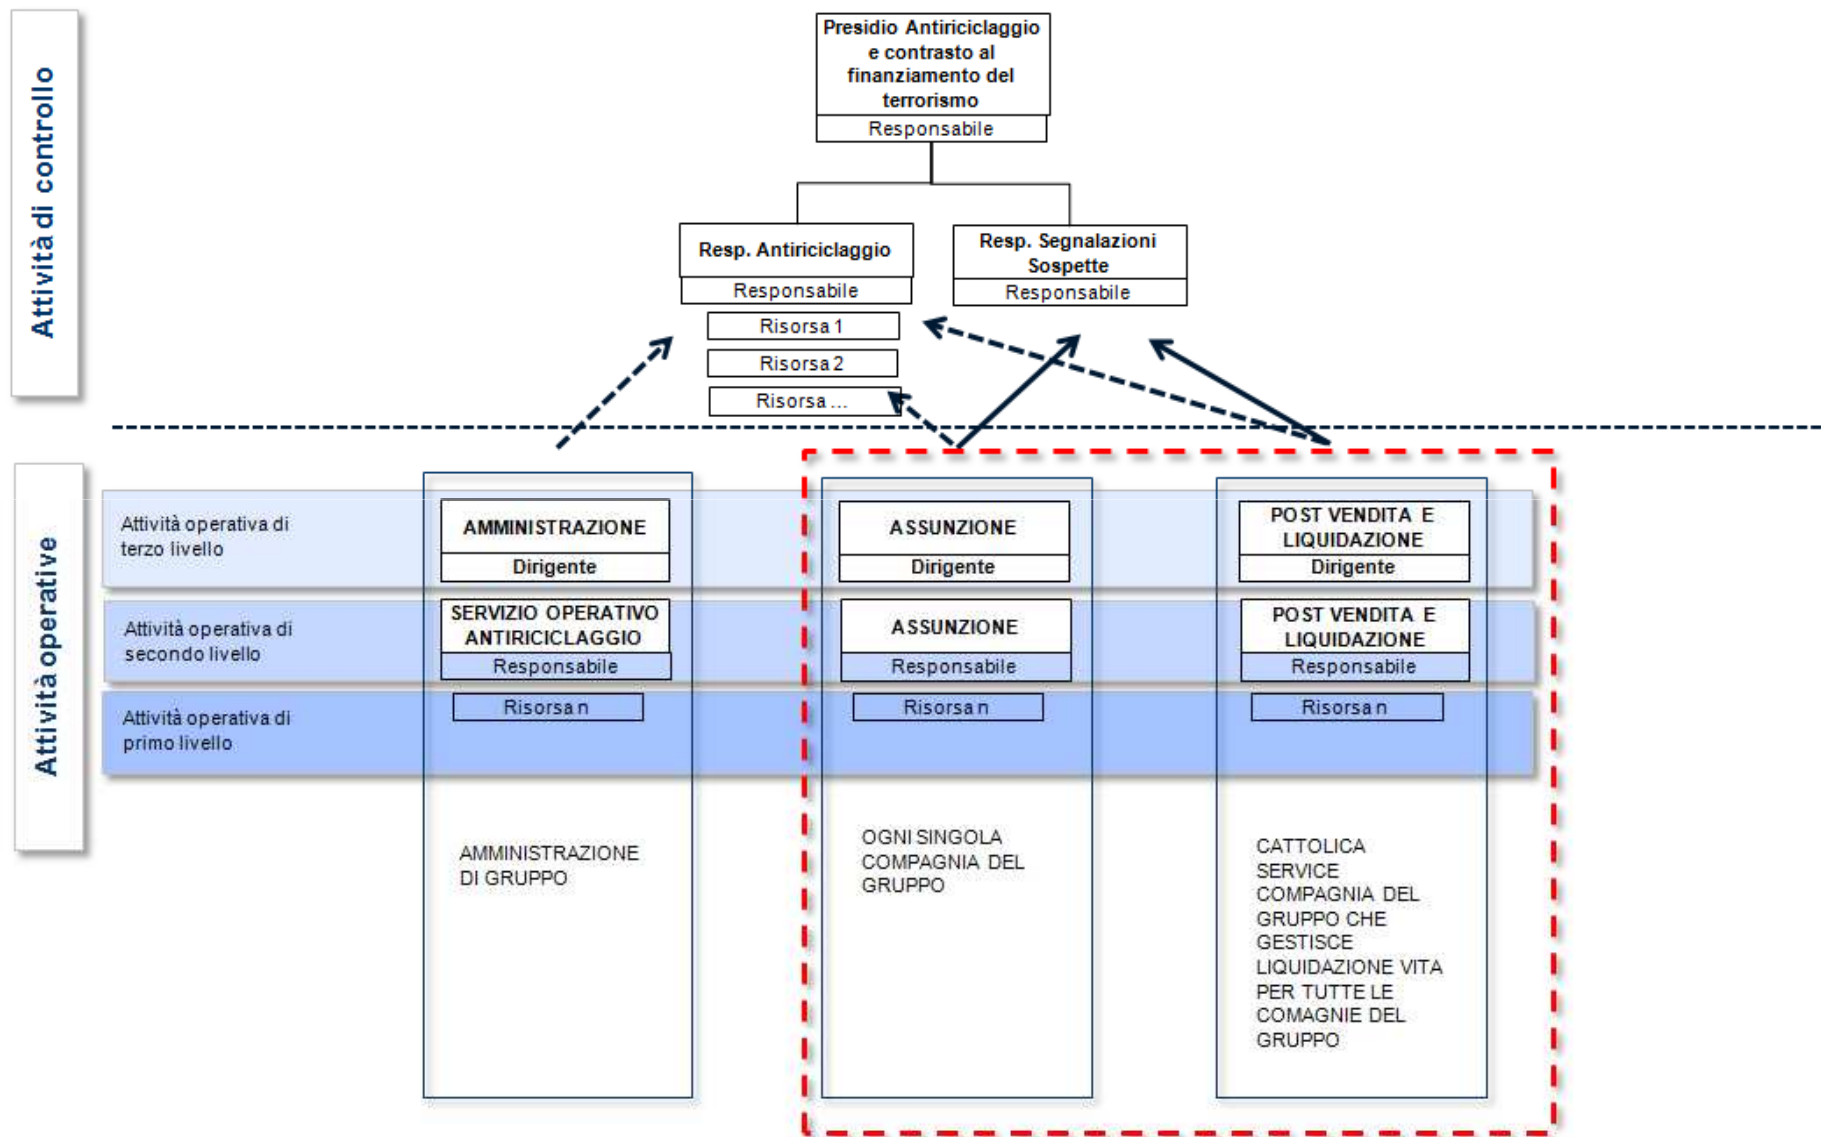 Attività di controllo
Presidio Antiriciclaggio
e contrasto al
finanziamento del
terrorismo
Responsabile
Resp. Antiriciclaggio
Responsabile
Risorsa 1
Risorsa 2
Risorsa ...
Resp. Segnalazioni
Sospette
Responsabile
Attività operative
Attività operativa di
terzo livello
AMMINISTRAZIONE
Dirigente
ASSUNZIONE
Dirigente
POST VENDITA E
LIQUIDAZIONE
Dirigente
Attività operativa di
secondo livello
SERVIZIO OPERATIVO
ANTIRICICLAGGIO
Responsabile
ASSUNZIONE
Responsabile
POST VENDITA E
LIQUIDAZIONE
Responsabile
Attività operativa di
primo livello
Risorsa n
Risorsa n
Risorsa n
AMMINISTRAZIONE
DI GRUPPO
OGNI SINGOLA
COMPAGNIA DEL
GRUPPO
CATTOLICA
SERVICE
COMPAGNIA DEL
GRUPPO CHE
GESTISCE
LIQUIDAZIONE VITA
PER TUTTE LE
COMAGNIE DEL
GRUPPO